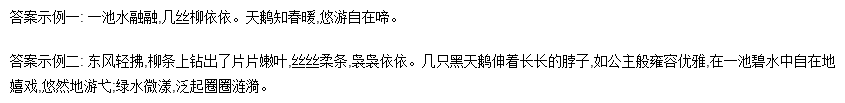 答案示例一: 一池水融融,几丝柳依依。天鹅知春暖,悠游自在啼。
答案示例二: 东风轻拂,柳条上钻出了片片嫩叶,丝丝柔条,袅袅依依。几只黑天鹅伸着长长的脖子,如公主般雍容优雅,在一池碧水中自在地
嬉戏,悠然地游弋;绿水微漾,泛起圈圈涟漪。